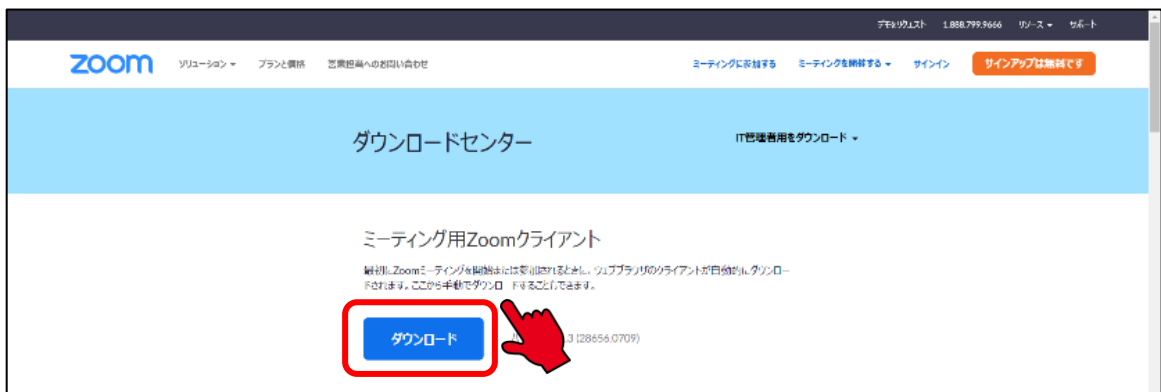 デモをリクエスト 1.888.799.9666 リソース サポート
zoom ソリューション プランと価格 営業担当へのお問い合わせ ミーティングに参加する ミーティングを開催する サインイン サインアップは無料です
ダウンロードセンター IT管理者用をダウンロード
ミーティング用Zoomクライアント
最初にZoomミーティングを開始または参加されるときに、ウェブブラウザのクライアントが自動的にダウンロー
ドされます。ここから手動でダウンロードすることもできます。
ダウンロード .3 (28656.0709)